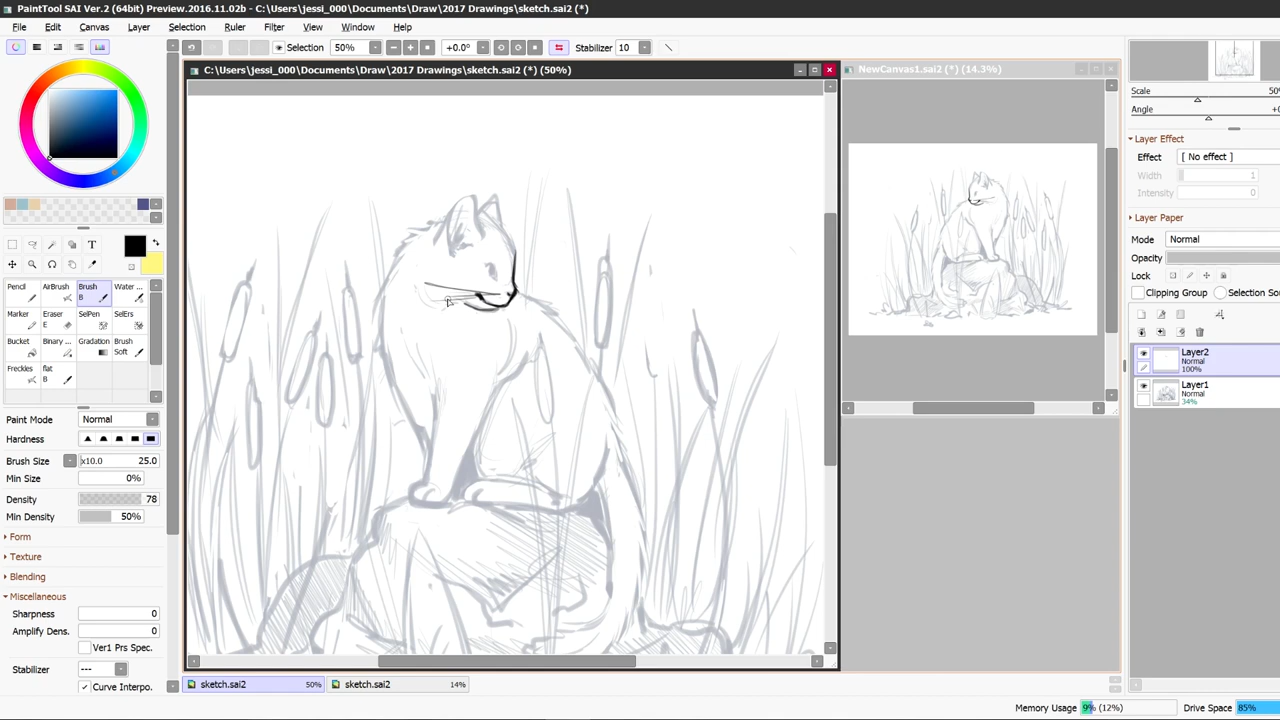 PaintTool SAI Ver.2 (64bit) Preview.2016.11.02b - C:\Users\jessi_000\Documents\Draw\2017 Drawings\sketch.sai2 (*)
File Edit Canvas Layer Selection Ruler Filter View Window Help
Selection 50% +0.0° Stabilizer 10
C:\Users\jessi_000\Documents\Draw\2017 Drawings\sketch.sai2 (*) (50%)
NewCanvas1.sai2 (*) (14.3%)
Scale 50%
Angle +0
Layer Effect
Effect [ No effect ]
Width 1
Intensity 0
Layer Paper
Mode Normal
Opacity
Lock
Clipping Group Selection Sour
Layer2
Normal
100%
Layer1
Normal
34%
T
Pencil AirBrush Brush Water ...
B
Marker Eraser SelPen SelErs
E
Bucket Binary ... Gradation Brush
Soft
Freckles flat
B
Paint Mode Normal
Hardness
Brush Size x10.0 25.0
Min Size 0%
Density 78
Min Density 50%
Form
Texture
Blending
Miscellaneous
Sharpness 0
Amplify Dens. 0
Ver1 Prs Spec.
Stabilizer ---
Curve Interpo.
sketch.sai2 50% sketch.sai2 14%
Memory Usage 9% (12%) Drive Space 85%